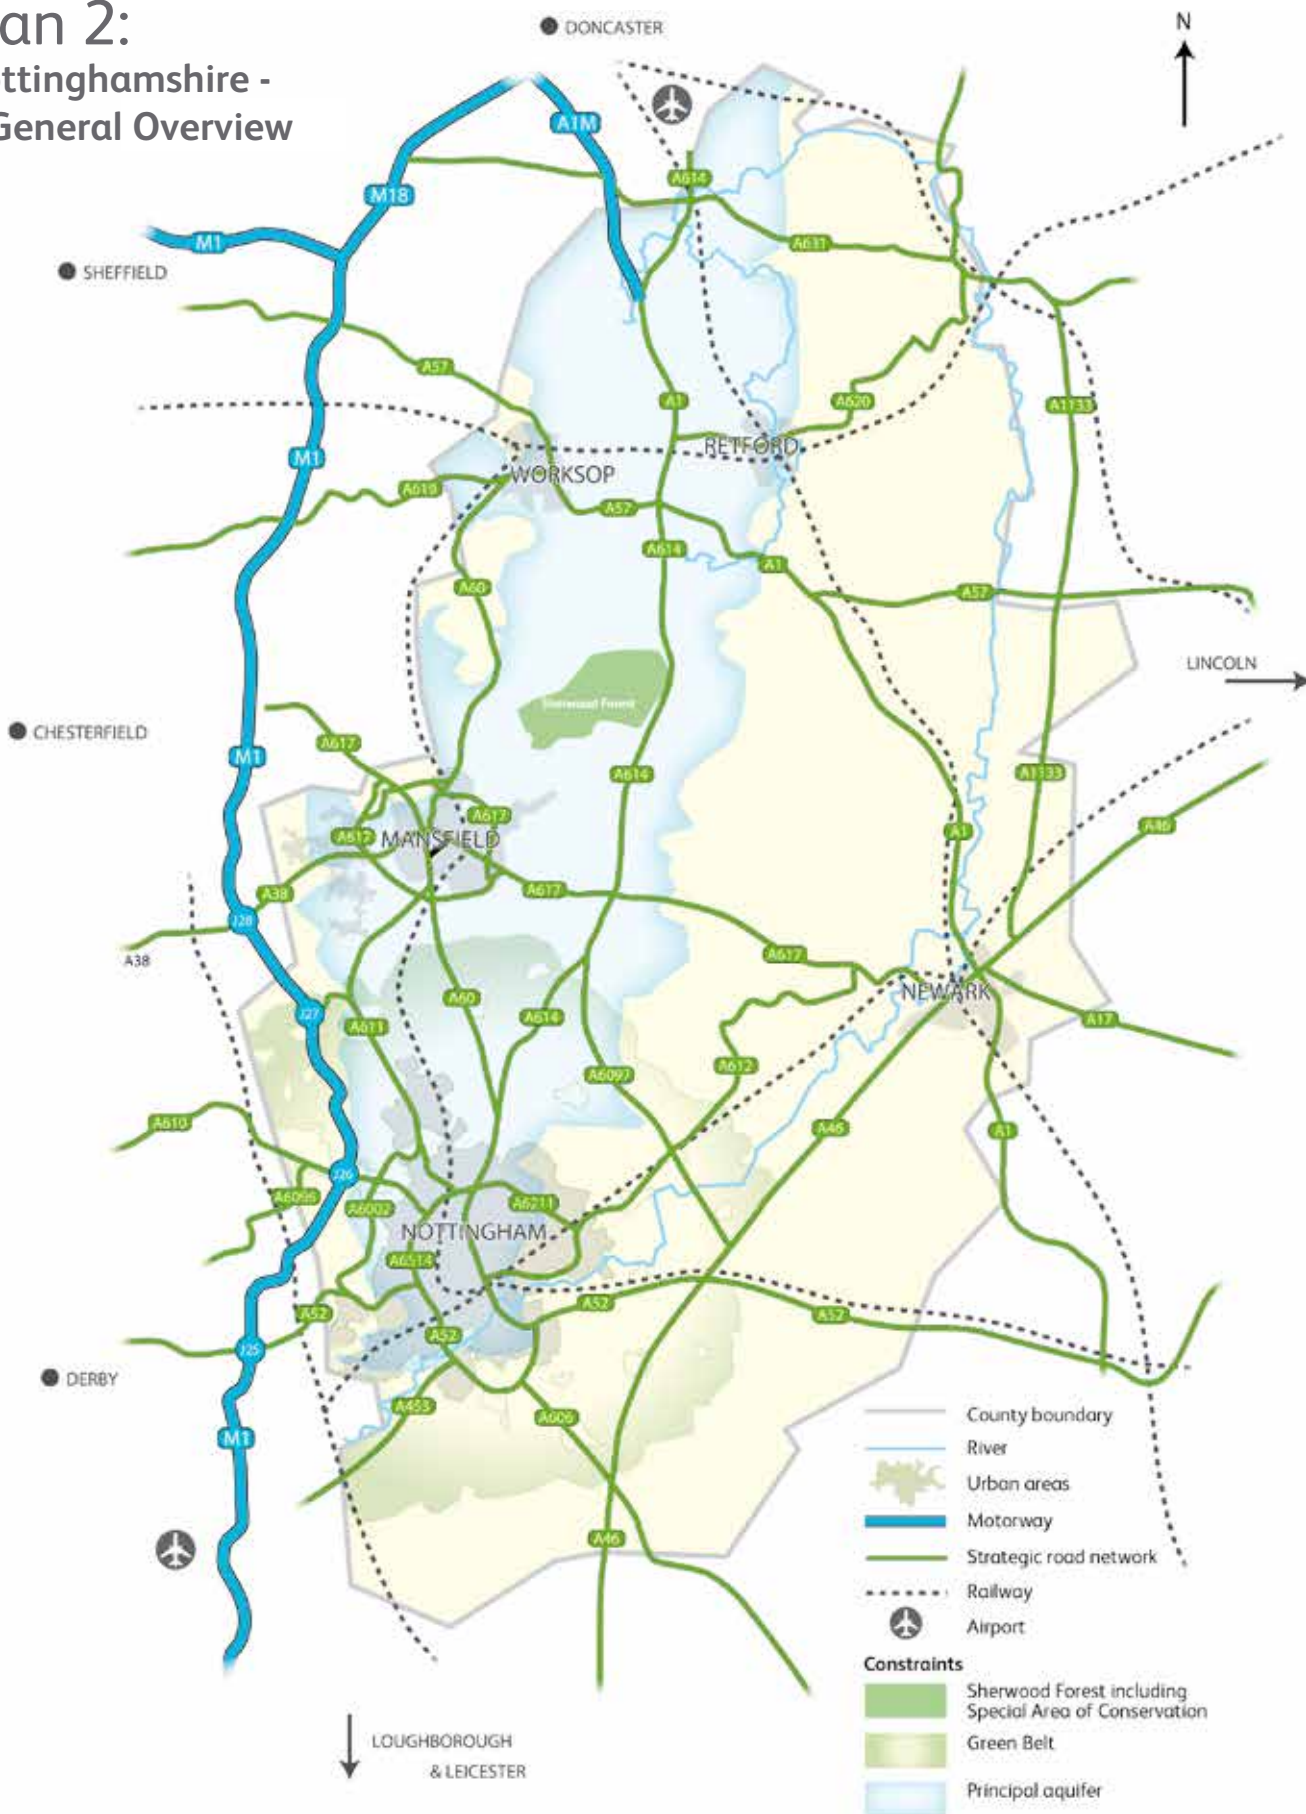 an 2:
ttinghamshire -
General Overview
DONCASTER
N
A1M
A614
M18
M1
A631
SHEFFIELD
A57
A1
A620
A1133
RETFORD
M1
WORKSOP
A619
A57
A614
A1
A60
A57
LINCOLN
Sherwood Forest
CHESTERFIELD
A617
M1
A614
A1133
A617
A617
MANSFIELD
A1
A46
A38
A617
J28
A38
A617
NEWARK
A60
J27
A614
A611
A17
A612
A6097
A610
A46
A1
J26
A6096
A6002
A6211
NOTTINGHAM
A6514
A52
A52
A52
A52
J25
DERBY
A453
A606
M1
A46
County boundary
River
Urban areas
Motorway
Strategic road network
Railway
Airport
Constraints
Sherwood Forest including
Special Area of Conservation
Green Belt
Principal aquifer
LOUGHBOROUGH
& LEICESTER